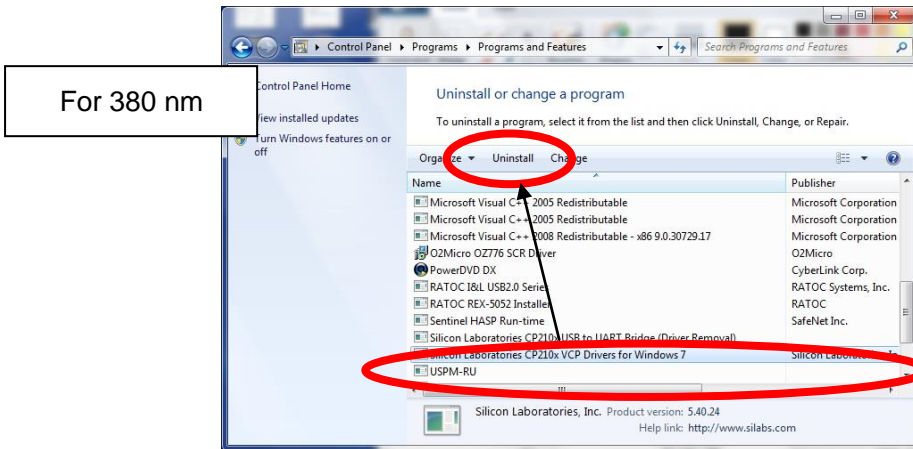 Control Panel ▸ Programs ▸ Programs and Features
Search Programs and Features
For 380 nm
Control Panel Home
View installed updates
Turn Windows features on or
off
Uninstall or change a program
To uninstall a program, select it from the list and then click Uninstall, Change, or Repair.
Organize Uninstall Change
Name Publisher
Microsoft Visual C++ 2005 Redistributable Microsoft Corporation
Microsoft Visual C++ 2005 Redistributable Microsoft Corporation
Microsoft Visual C++ 2008 Redistributable - x86 9.0.30729.17 Microsoft Corporation
O2Micro OZ776 SCR Driver O2Micro
PowerDVD DX CyberLink Corp.
RATOC I&L USB2.0 Series RATOC Systems, Inc.
RATOC REX-5052 Installer RATOC
Sentinel HASP Run-time SafeNet Inc.
Silicon Laboratories CP210x USB to UART Bridge (Driver Removal)
Silicon Laboratories CP210x VCP Drivers for Windows 7 Silicon Laboratories, In
USPM-RU
Silicon Laboratories, Inc. Product version: 5.40.24
Help link: http://www.silabs.com